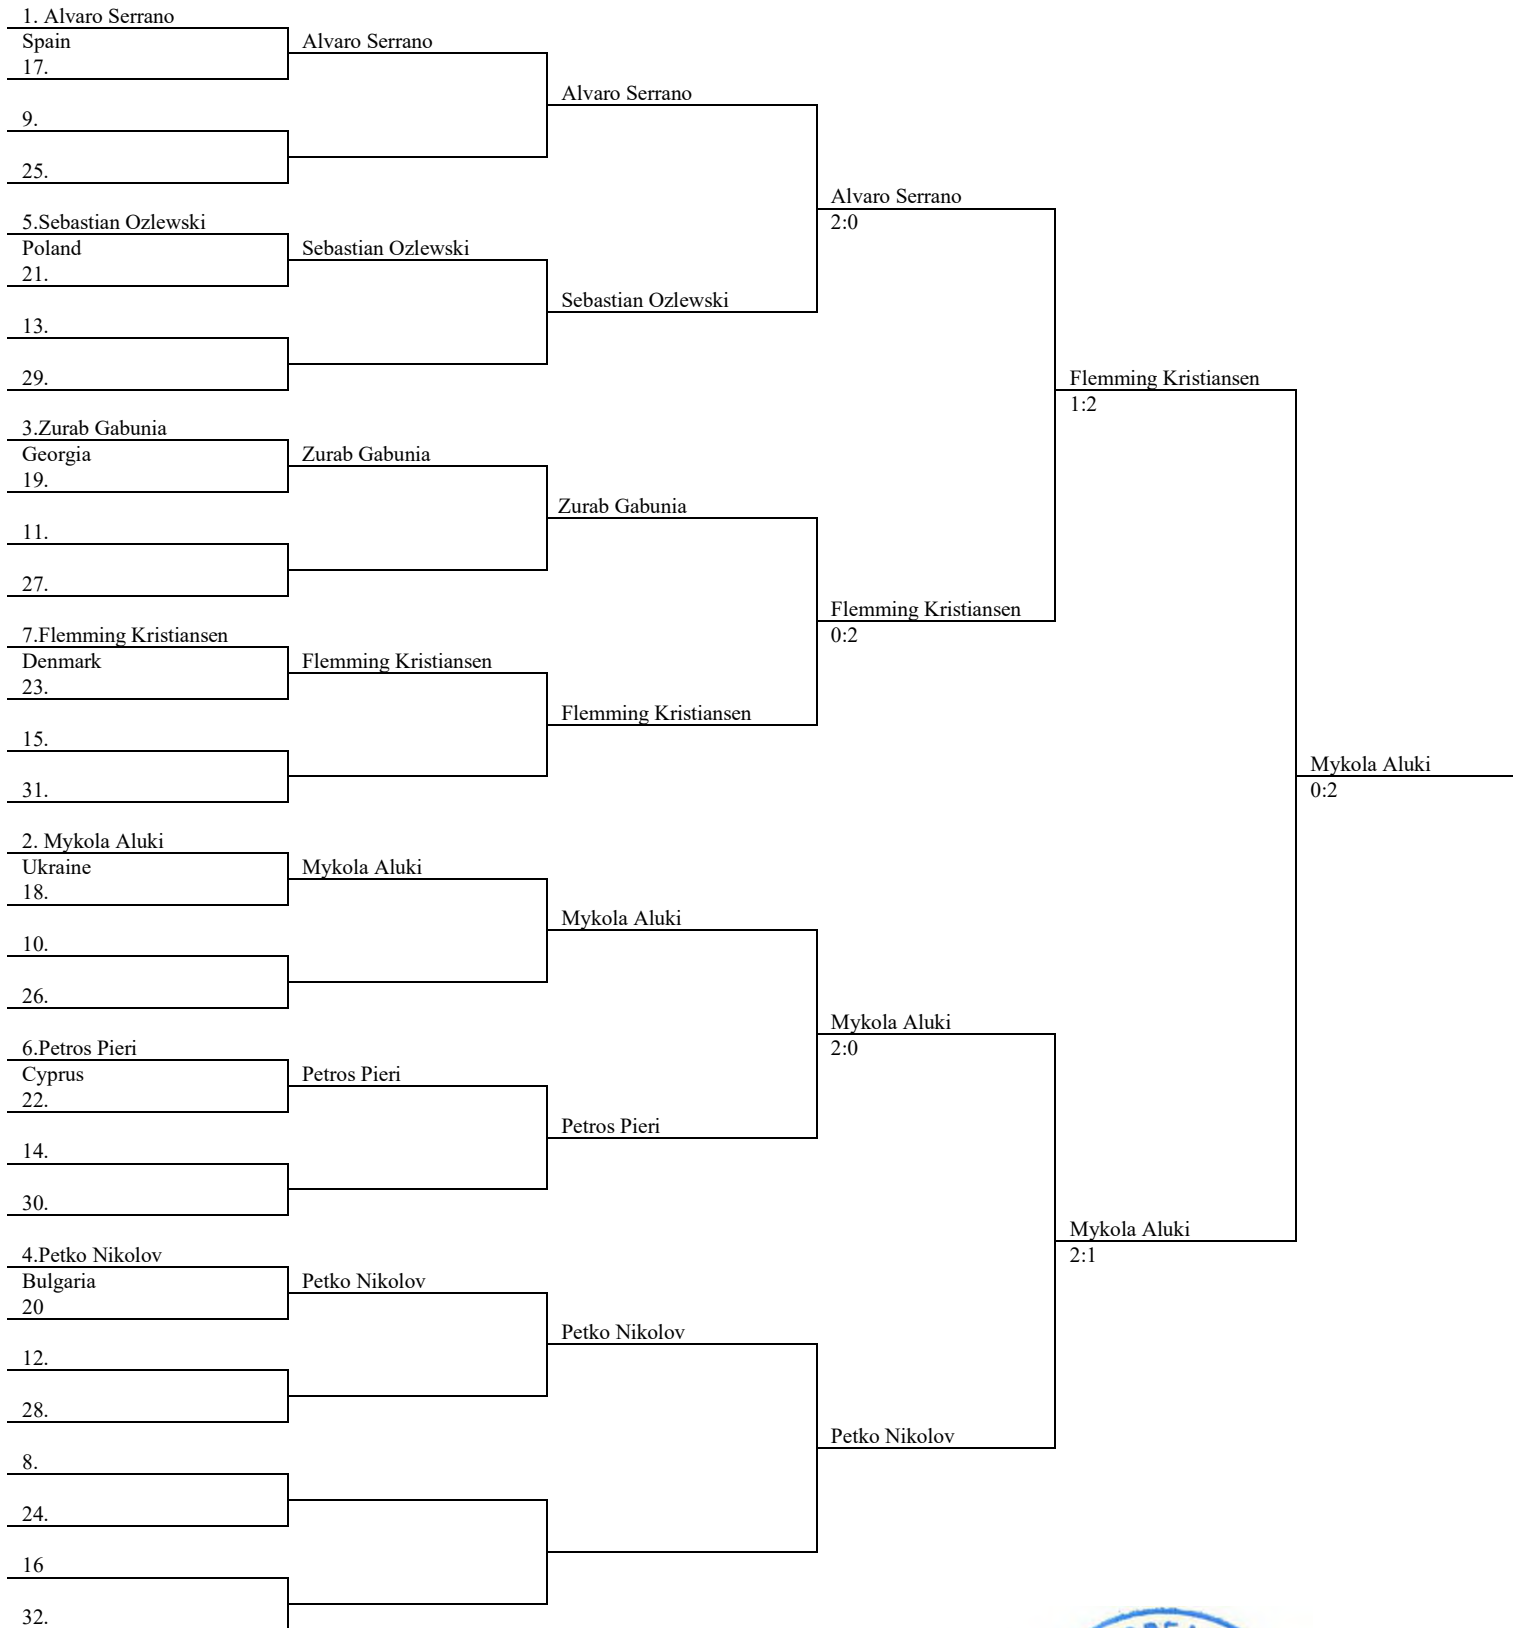 1. Alvaro Serrano
Spain
17.
9.
25.
5.Sebastian Ozlewski
Poland
21.
13.
29.
3.Zurab Gabunia
Georgia
19.
11.
27.
7.Flemming Kristiansen
Denmark
23.
15.
31.
2. Mykola Aluki
Ukraine
18.
10.
26.
6.Petros Pieri
Cyprus
22.
14.
30.
4.Petko Nikolov
Bulgaria
20
12.
28.
8.
24.
16
32.
Alvaro Serrano
Sebastian Ozlewski
Zurab Gabunia
Flemming Kristiansen
Mykola Aluki
Petros Pieri
Petko Nikolov
Alvaro Serrano
Sebastian Ozlewski
Zurab Gabunia
Flemming Kristiansen
Mykola Aluki
Petros Pieri
Petko Nikolov
Alvaro Serrano
2:0
Flemming Kristiansen
0:2
Mykola Aluki
2:0
Petko Nikolov
Flemming Kristiansen
1:2
Mykola Aluki
2:1
Mykola Aluki
0:2